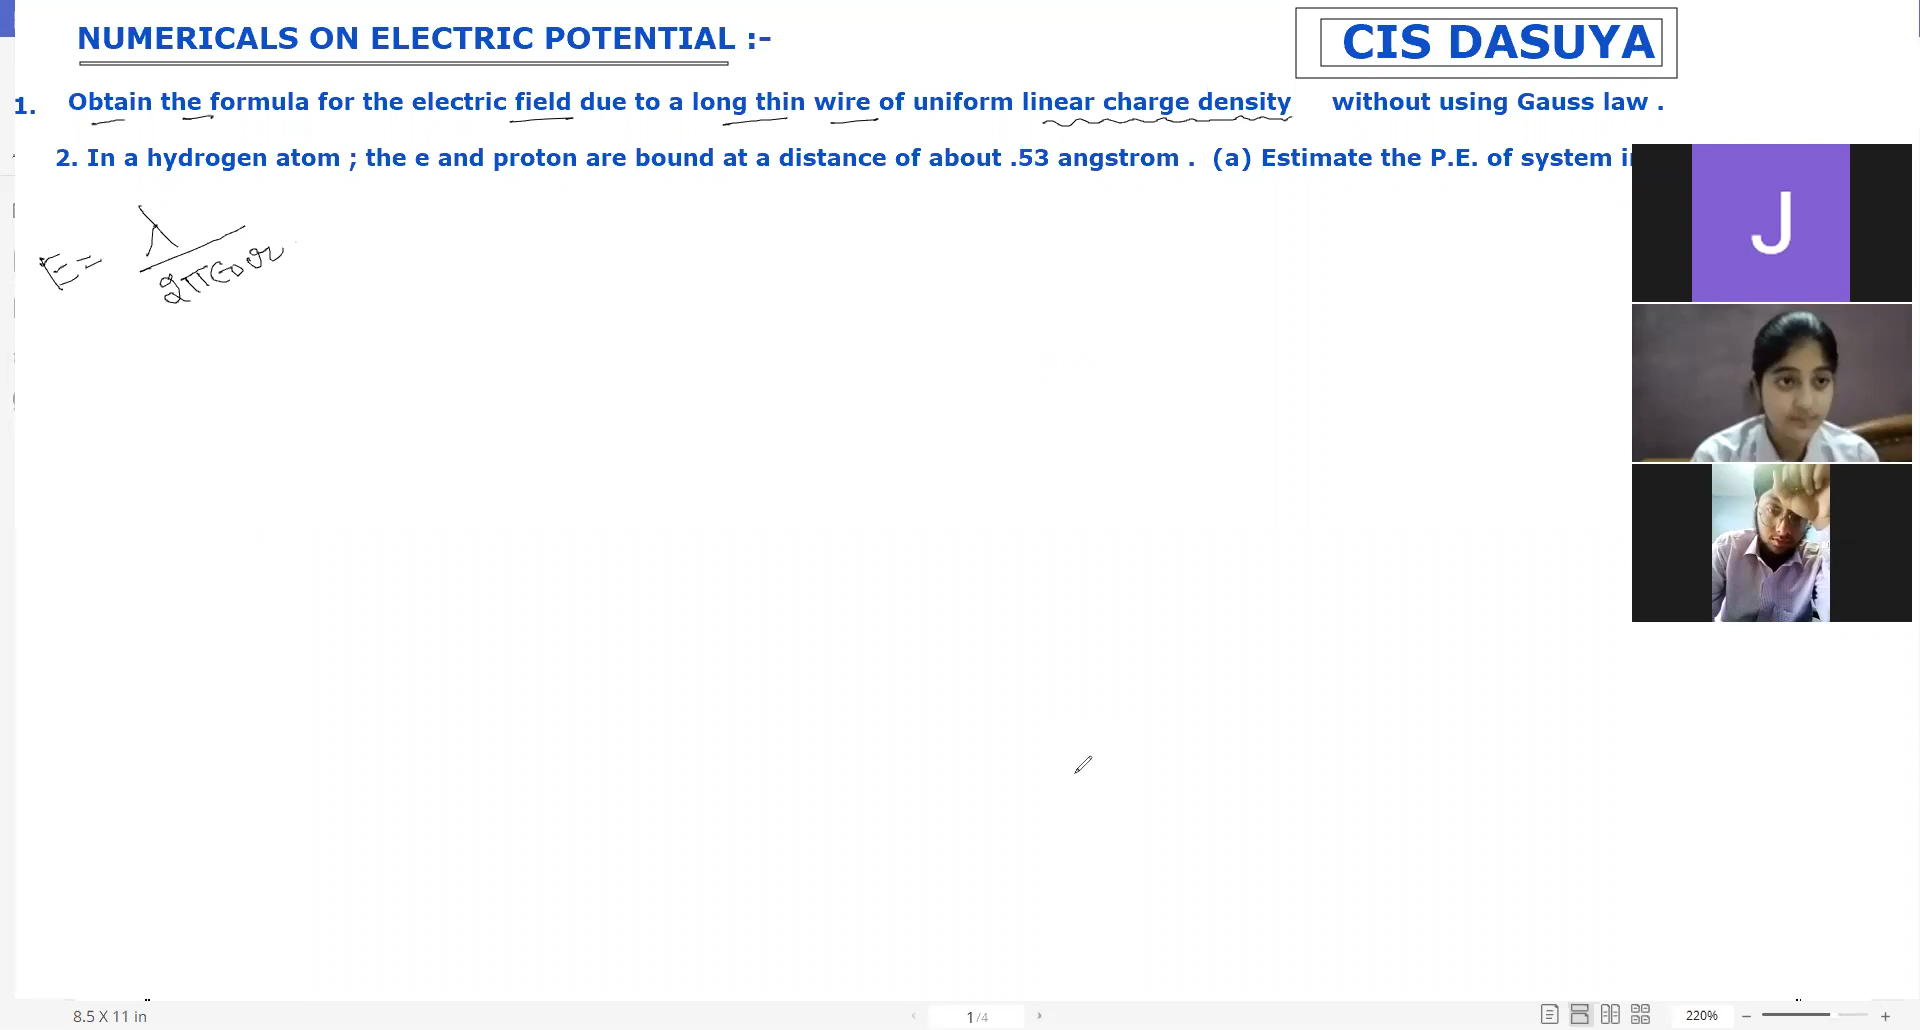 NUMERICALS ON ELECTRIC POTENTIAL :-
CIS DASUYA
1. Obtain the formula for the electric field due to a long thin wire of uniform linear charge density without using Gauss law .
2. In a hydrogen atom ; the e and proton are bound at a distance of about .53 angstrom . (a) Estimate the P.E. of system i
E = λ
2π∈0r
J
8.5 X 11 in
1 /4
220%